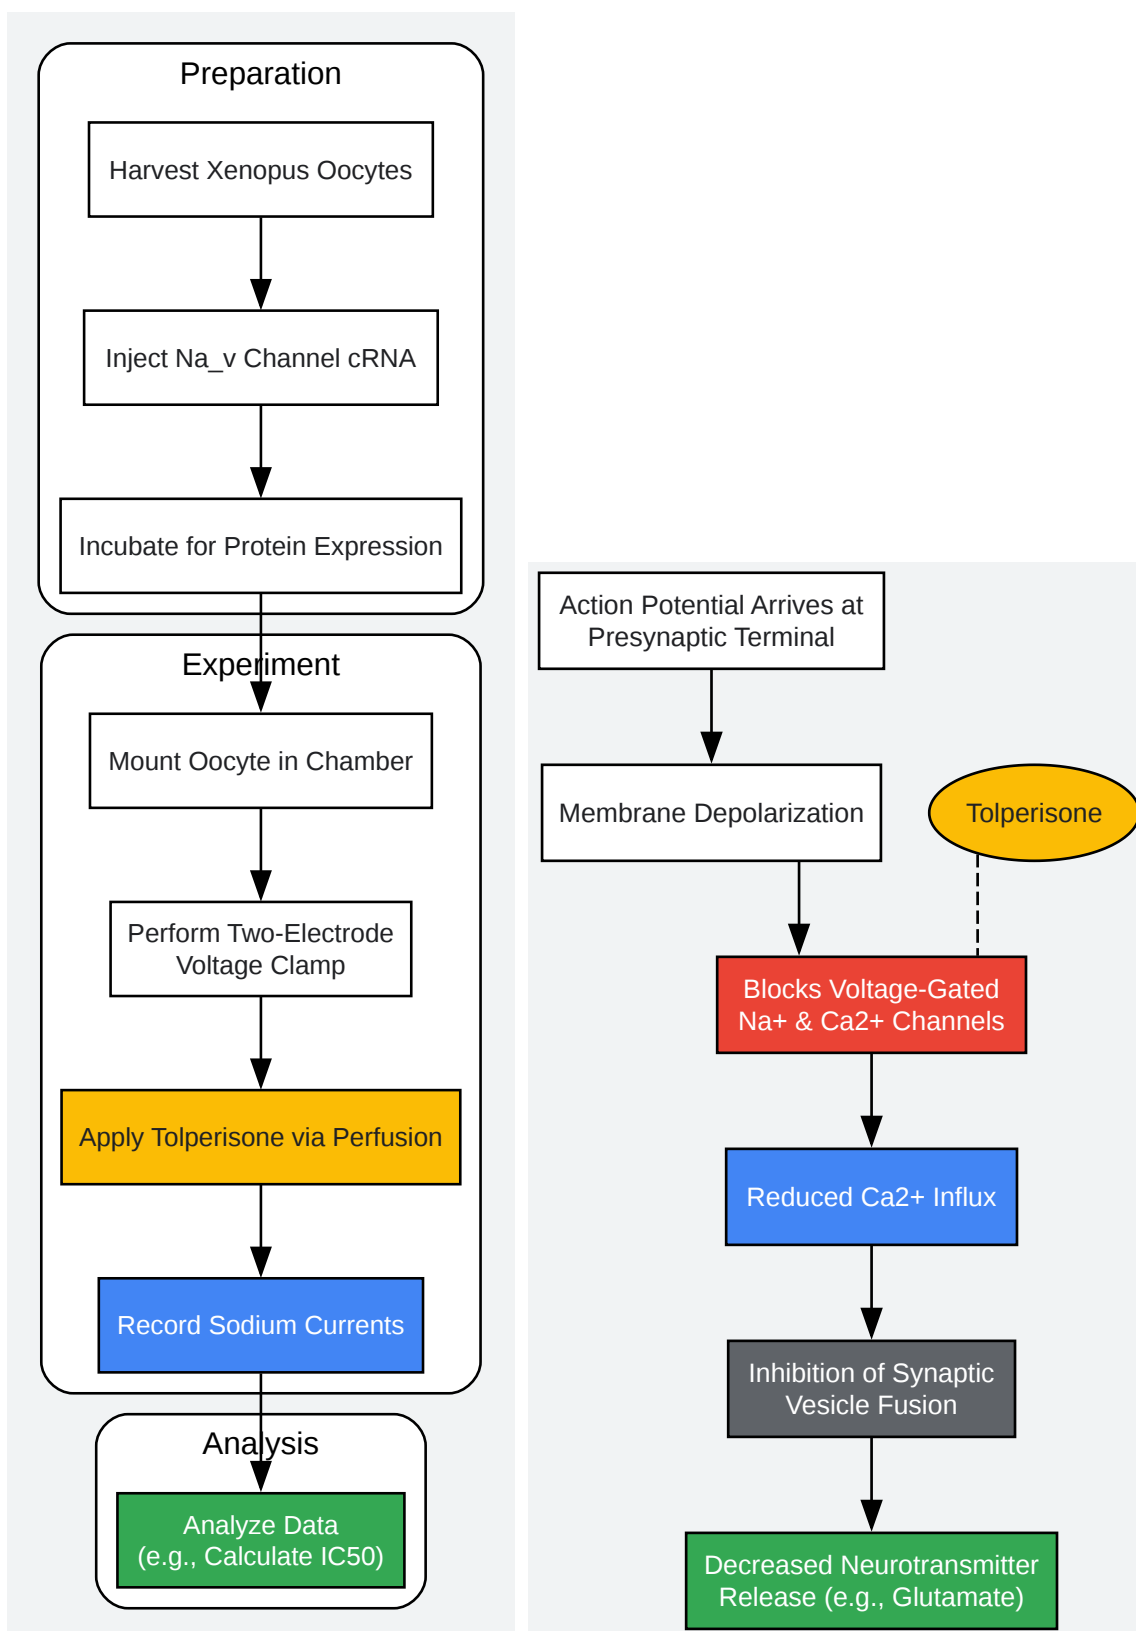 Preparation
Harvest Xenopus Oocytes
Inject Na_v Channel cRNA
Incubate for Protein Expression
Experiment
Mount Oocyte in Chamber
Perform Two-Electrode
Voltage Clamp
Apply Tolperisone via Perfusion
Record Sodium Currents
Analysis
Analyze Data
(e.g., Calculate IC50)
Action Potential Arrives at
Presynaptic Terminal
Membrane Depolarization
Tolperisone
Blocks Voltage-Gated
Na+ & Ca2+ Channels
Reduced Ca2+ Influx
Inhibition of Synaptic
Vesicle Fusion
Decreased Neurotransmitter
Release (e.g., Glutamate)